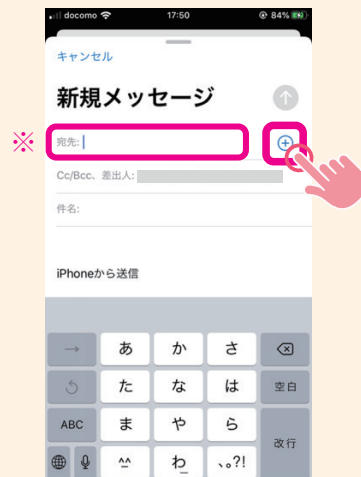 docomo 17:50 84%
キャンセル
新規メッセージ
※ 宛先:
Cc/Bcc、差出人:
件名:
iPhoneから送信
→ あ か さ
た な は 空白
ABC ま や ら
改行
^^ わ 、。?!